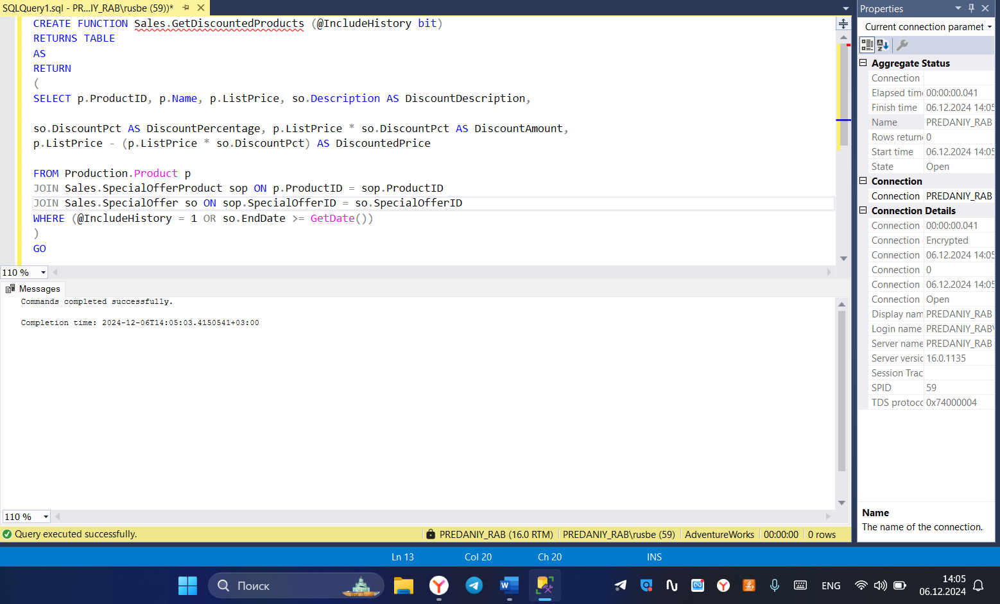 SQLQuery1.sql - PR...IY_RAB\rusbe (59))*
CREATE FUNCTION Sales.GetDiscountedProducts (@IncludeHistory bit)
RETURNS TABLE
AS
RETURN
(
SELECT p.ProductID, p.Name, p.ListPrice, so.Description AS DiscountDescription,
so.DiscountPct AS DiscountPercentage, p.ListPrice * so.DiscountPct AS DiscountAmount,
p.ListPrice - (p.ListPrice * so.DiscountPct) AS DiscountedPrice
FROM Production.Product p
JOIN Sales.SpecialOfferProduct sop ON p.ProductID = sop.ProductID
JOIN Sales.SpecialOffer so ON sop.SpecialOfferID = so.SpecialOfferID
WHERE (@IncludeHistory = 1 OR so.EndDate >= GetDate())
)
GO
110 %
Messages
Commands completed successfully.
Completion time: 2024-12-06T14:05:03.4150541+03:00
110 %
Query executed successfully.
PREDANIY_RAB (16.0 RTM)
PREDANIY_RAB\rusbe (59)
AdventureWorks
00:00:00
0 rows
Properties
Current connection paramet
Aggregate Status
Connection
Elapsed tim 00:00:00.041
Finish time 06.12.2024 14:05
Name PREDANIY_RAB
Rows return 0
Start time 06.12.2024 14:05
State Open
Connection
Connection PREDANIY_RAB
Connection Details
Connection 00:00:00.041
Connection Encrypted
Connection 06.12.2024 14:05
Connection 0
Connection 06.12.2024 14:05
Connection Open
Display nam PREDANIY_RAB
Login name PREDANIY_RAB\
Server name PREDANIY_RAB
Server versic 16.0.1135
Session Trac
SPID 59
TDS protocc 0x74000004
Name
The name of the connection.
Ln 13
Col 20
Ch 20
INS
Поиск
ENG
14:05
06.12.2024